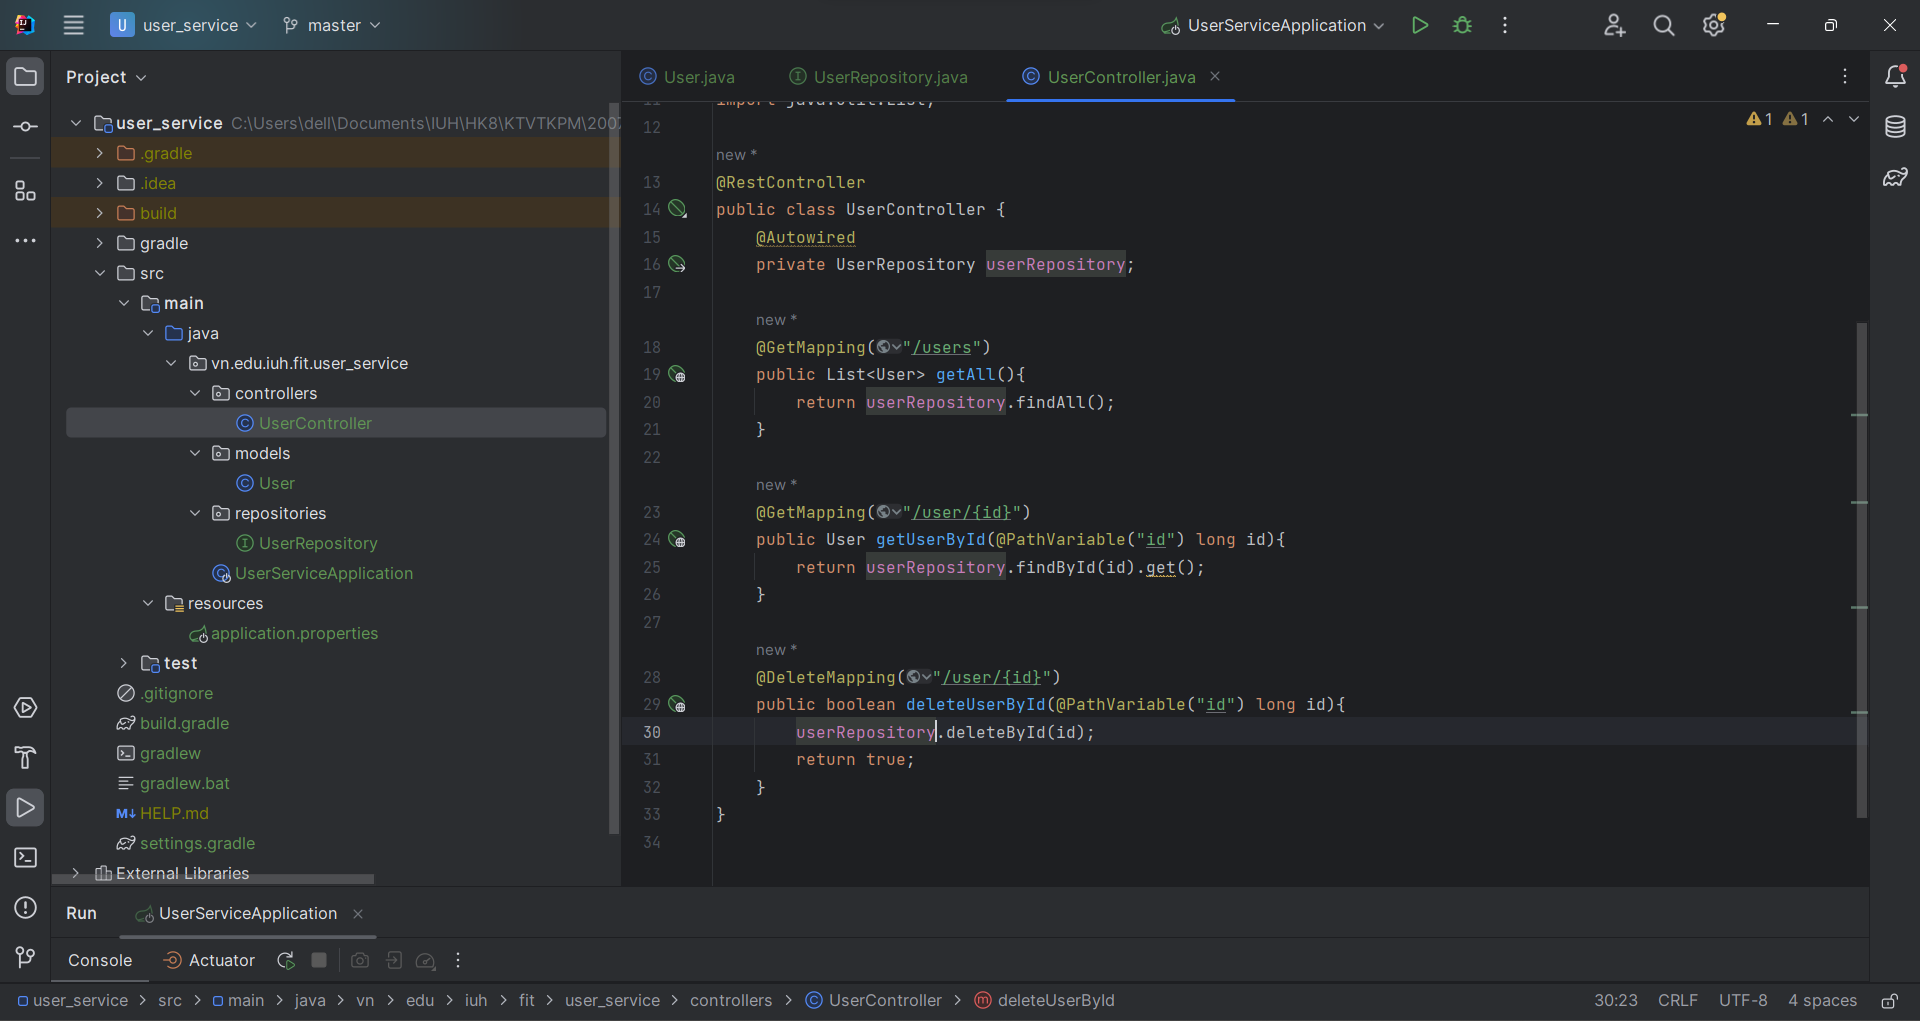 U user_service master UserServiceApplication
Project
User.java UserRepository.java UserController.java
user_service C:\Users\dell\Documents\IUH\HK8\KTVTKPM\2007
.gradle
.idea
build
gradle
src
main
java
vn.edu.iuh.fit.user_service
controllers
UserController
models
User
repositories
UserRepository
UserServiceApplication
resources
application.properties
test
.gitignore
build.gradle
gradlew
gradlew.bat
M↓ HELP.md
settings.gradle
External Libraries
11 import java.util.List;
12
1 1
new *
13 @RestController
14 public class UserController {
15 @Autowired
16 private UserRepository userRepository;
17
new *
18 @GetMapping("/users")
19 public List<User> getAll(){
20 return userRepository.findAll();
21 }
22
new *
23 @GetMapping("/user/{id}")
24 public User getUserById(@PathVariable("id") long id){
25 return userRepository.findById(id).get();
26 }
27
new *
28 @DeleteMapping("/user/{id}")
29 public boolean deleteUserById(@PathVariable("id") long id){
30 userRepository.deleteById(id);
31 return true;
32 }
33 }
34
Run UserServiceApplication
Console Actuator
user_service > src > main > java > vn > edu > iuh > fit > user_service > controllers > UserController > deleteUserById 30:23 CRLF UTF-8 4 spaces